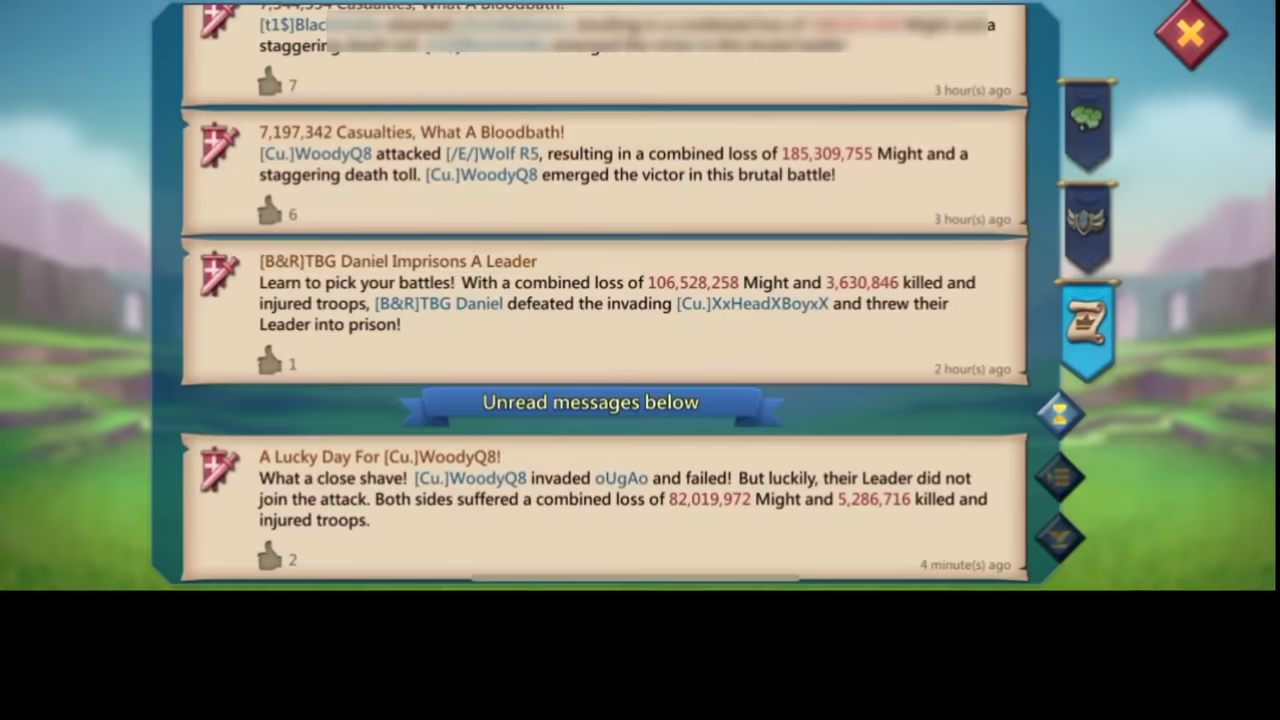 [t1$]Blac a
staggering
7
3 hour(s) ago
7,197,342 Casualties, What A Bloodbath!
[Cu.]WoodyQ8 attacked [/E/]Wolf R5, resulting in a combined loss of 185,309,755 Might and a
staggering death toll. [Cu.]WoodyQ8 emerged the victor in this brutal battle!
6
3 hour(s) ago
[B&R]TBG Daniel Imprisons A Leader
Learn to pick your battles! With a combined loss of 106,528,258 Might and 3,630,846 killed and
injured troops, [B&R]TBG Daniel defeated the invading [Cu.]XxHeadXBoyxX and threw their
Leader into prison!
1
2 hour(s) ago
Unread messages below
A Lucky Day For [Cu.]WoodyQ8!
What a close shave! [Cu.]WoodyQ8 invaded oUgAo and failed! But luckily, their Leader did not
join the attack. Both sides suffered a combined loss of 82,019,972 Might and 5,286,716 killed and
injured troops.
2
4 minute(s) ago